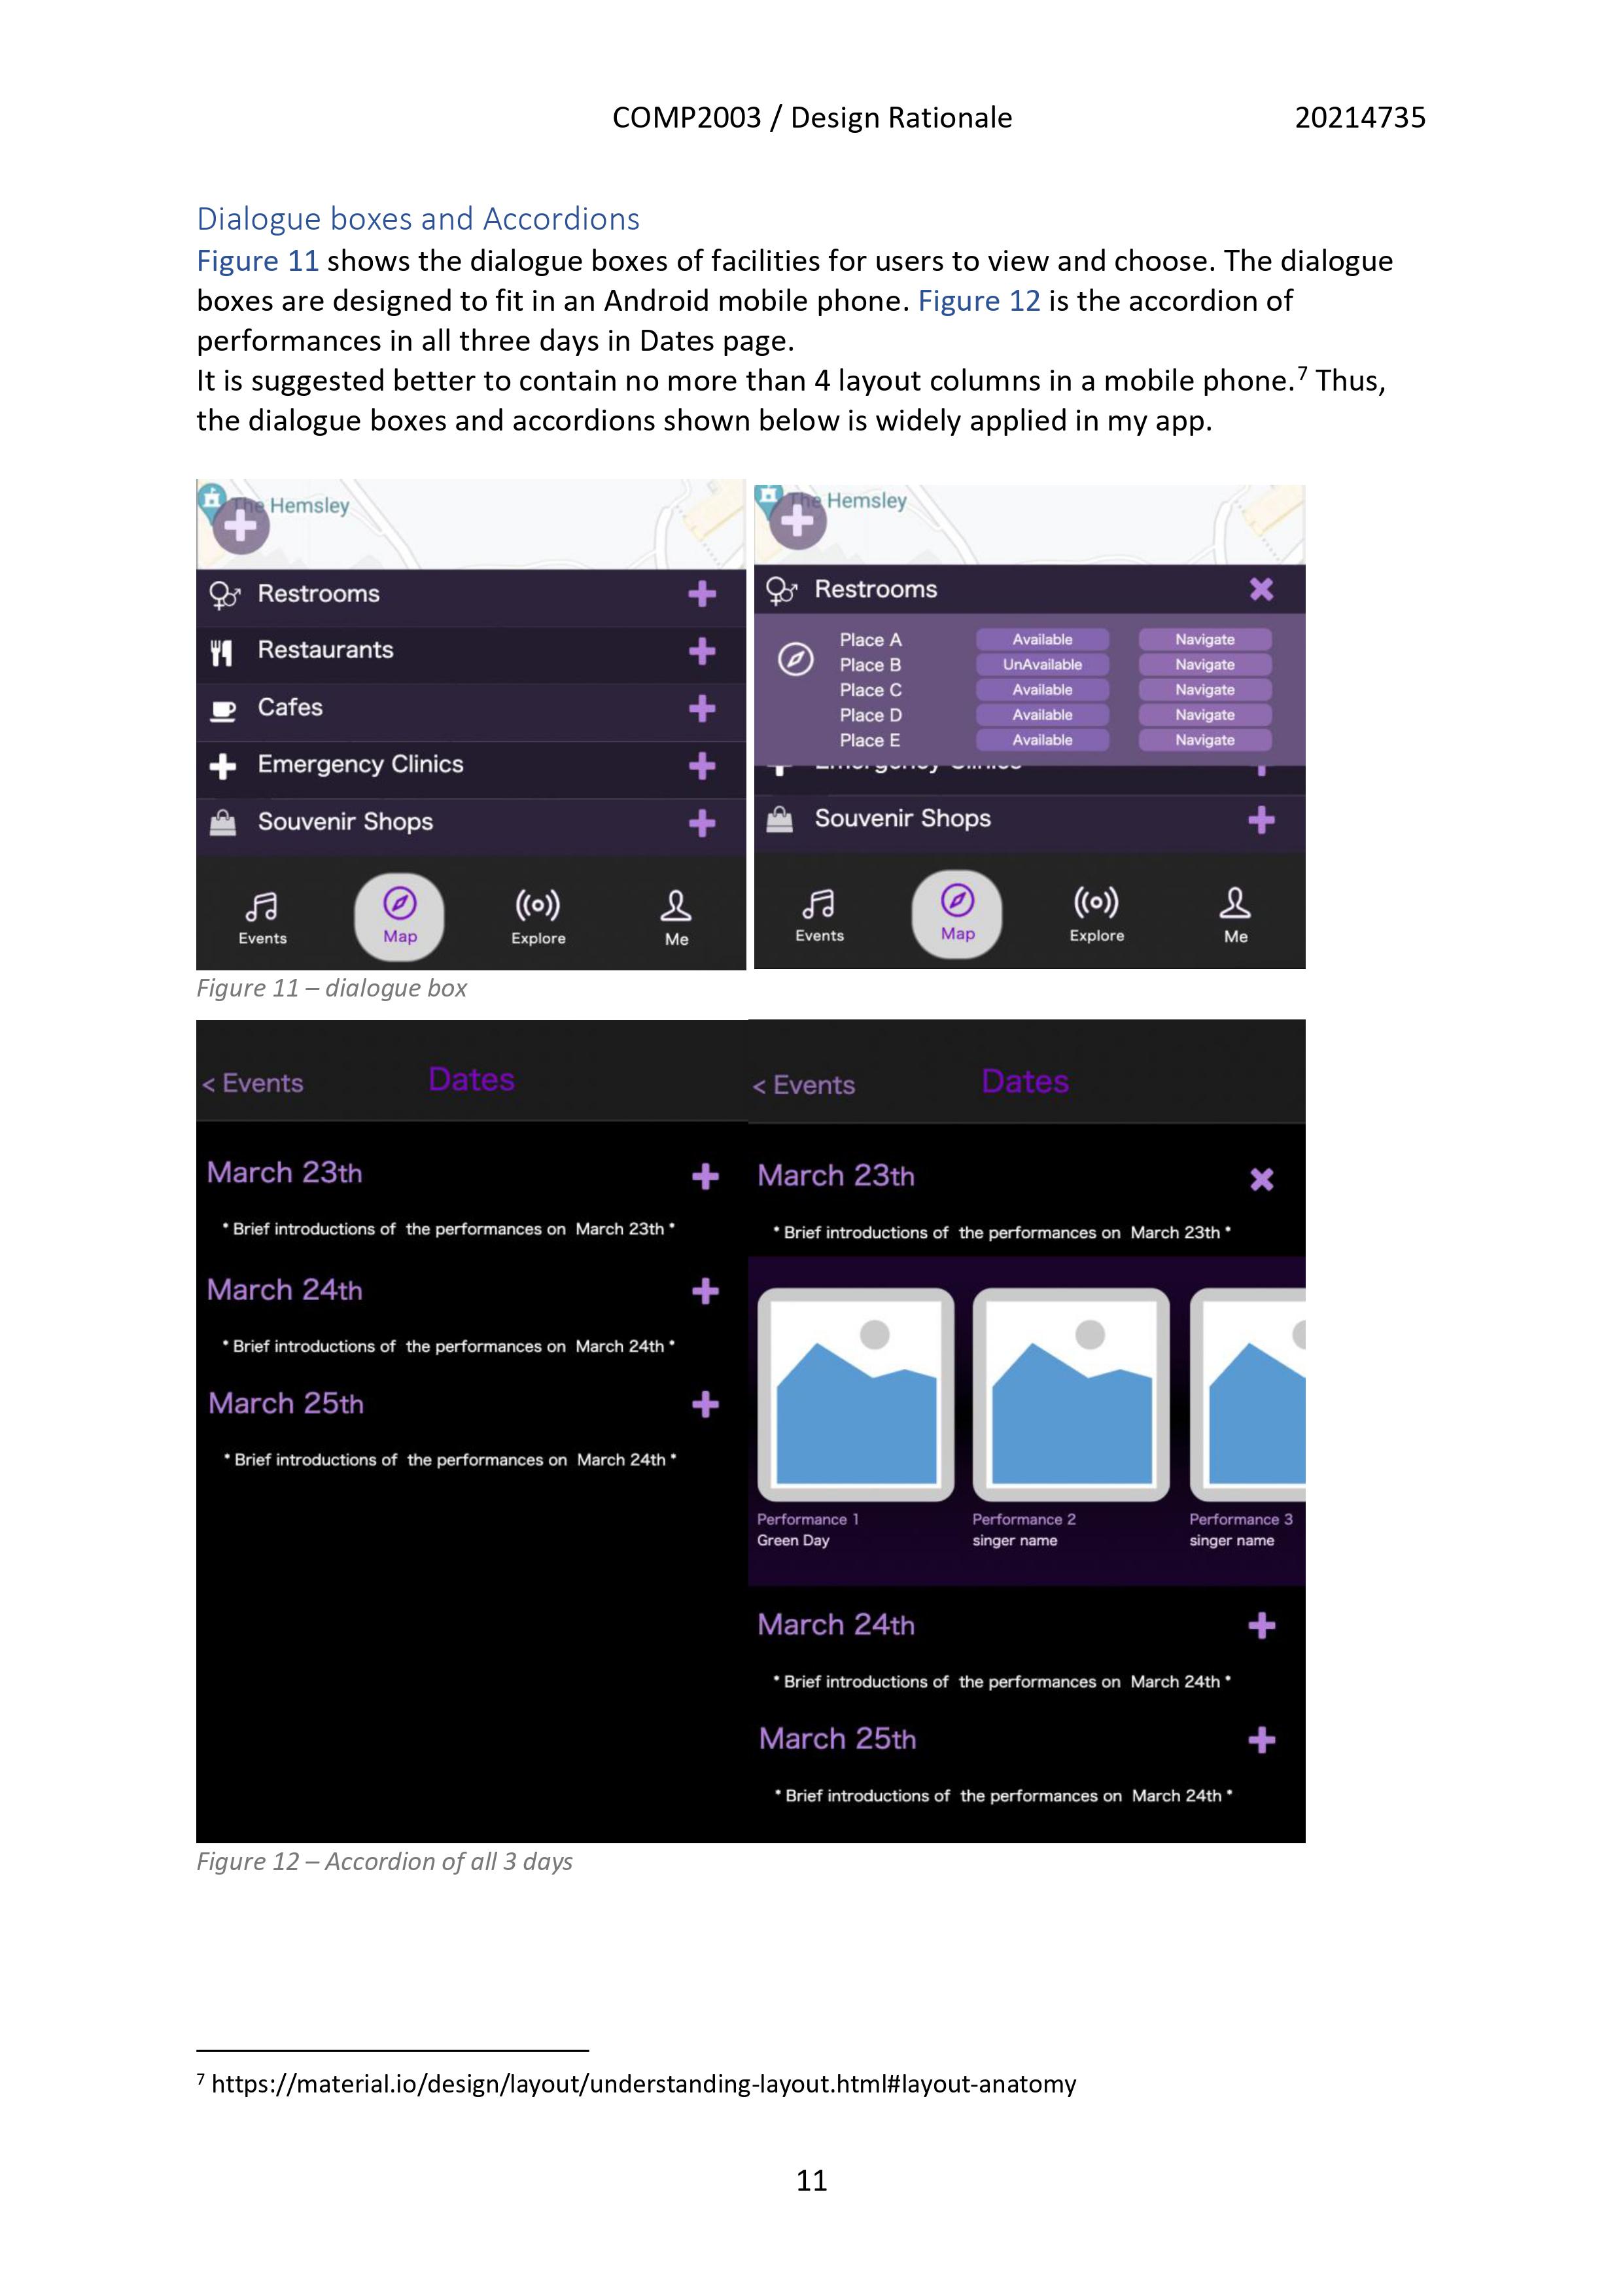 COMP2003 / Design Rationale 20214735
Dialogue boxes and Accordions
Figure 11 shows the dialogue boxes of facilities for users to view and choose. The dialogue
boxes are designed to fit in an Android mobile phone. Figure 12 is the accordion of
performances in all three days in Dates page.
It is suggested better to contain no more than 4 layout columns in a mobile phone.7 Thus,
the dialogue boxes and accordions shown below is widely applied in my app.
The Hemsley
Restrooms
Restaurants
Cafes
Emergency Clinics
Souvenir Shops
Events Map Explore Me
The Hemsley
Restrooms
Place A Available Navigate
Place B UnAvailable Navigate
Place C Available Navigate
Place D Available Navigate
Place E Available Navigate
Emergency Clinics
Souvenir Shops
Events Map Explore Me
Figure 11 – dialogue box
< Events Dates
March 23th
* Brief introductions of the performances on March 23th *
March 24th
* Brief introductions of the performances on March 24th *
March 25th
* Brief introductions of the performances on March 24th *
< Events Dates
March 23th
* Brief introductions of the performances on March 23th *
Performance 1 Performance 2 Performance 3
Green Day singer name singer name
March 24th
* Brief introductions of the performances on March 24th *
March 25th
* Brief introductions of the performances on March 24th *
Figure 12 – Accordion of all 3 days
7 https://material.io/design/layout/understanding-layout.html#layout-anatomy
11